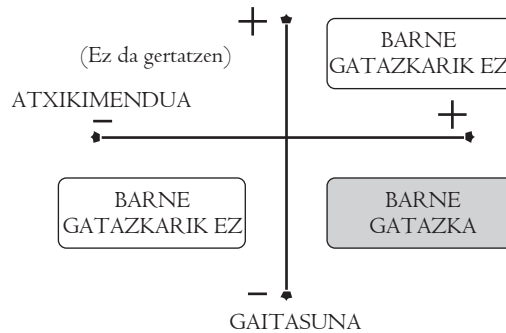 +
(Ez da gertatzen)
BARNE
GATAZKARIK EZ
ATXIKIMENDUA
−
+
BARNE
GATAZKARIK EZ
BARNE
GATAZKA
−
GAITASUNA